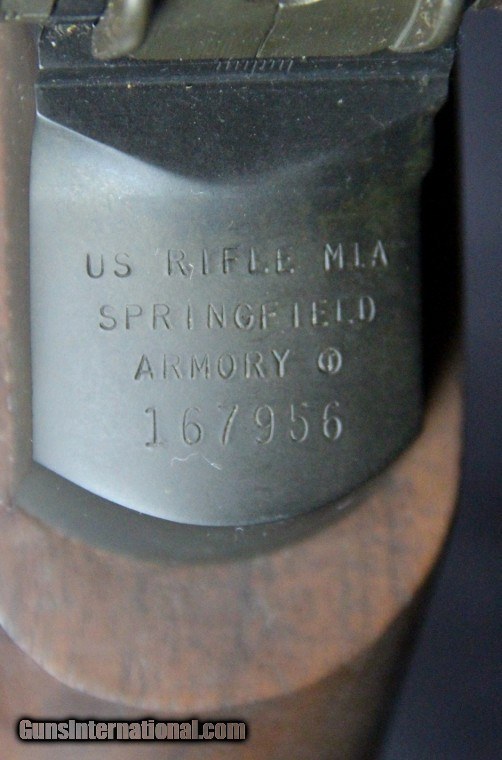 US RIFLE M1A
SPRINGFIELD
ARMORY ®
167956
GunsInternational.com